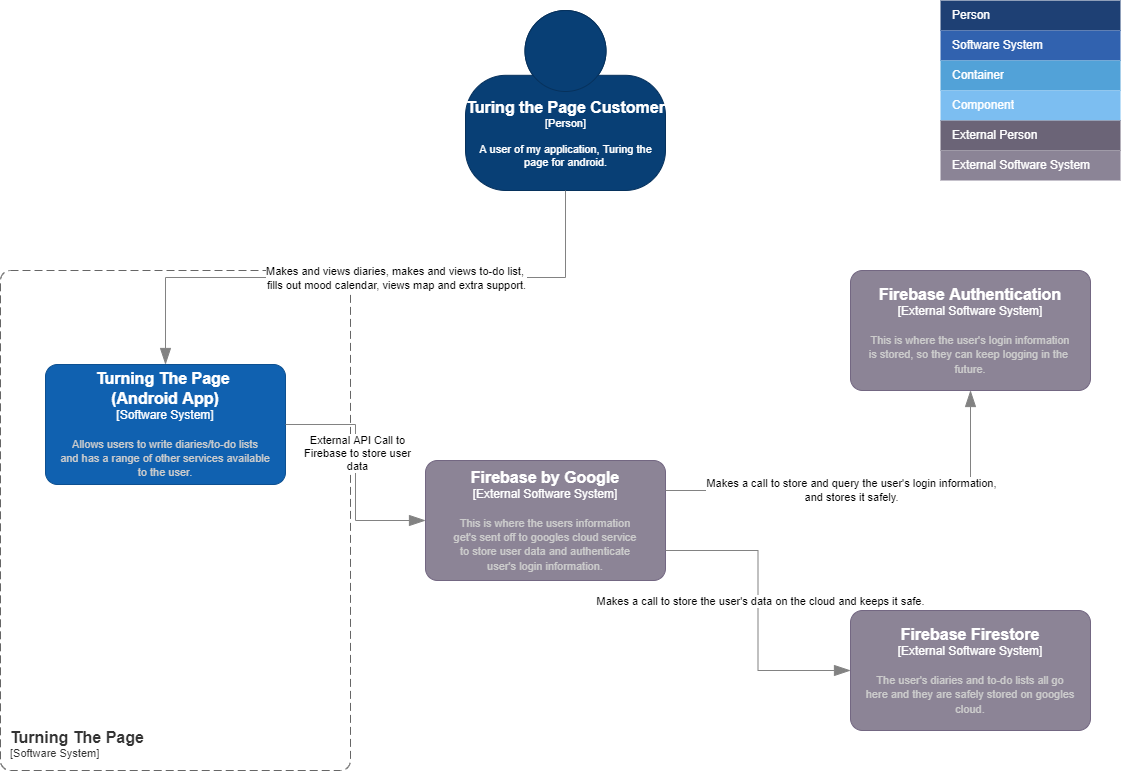 Person
Software System
Container
Component
External Person
External Software System
Turing the Page Customer
[Person]
A user of my application, Turing the
page for android.
Makes and views diaries, makes and views to-do list,
fills out mood calendar, views map and extra support.
Turning The Page
(Android App)
[Software System]
Allows users to write diaries/to-do lists
and has a range of other services available
to the user.
External API Call to
Firebase to store user
data
Firebase by Google
[External Software System]
This is where the users information
get's sent off to googles cloud service
to store user data and authenticate
user's login information.
Firebase Authentication
[External Software System]
This is where the user's login information
is stored, so they can keep logging in the
future.
Makes a call to store and query the user's login information,
and stores it safely.
Makes a call to store the user's data on the cloud and keeps it safe.
Firebase Firestore
[External Software System]
The user's diaries and to-do lists all go
here and they are safely stored on googles
cloud.
Turning The Page
[Software System]